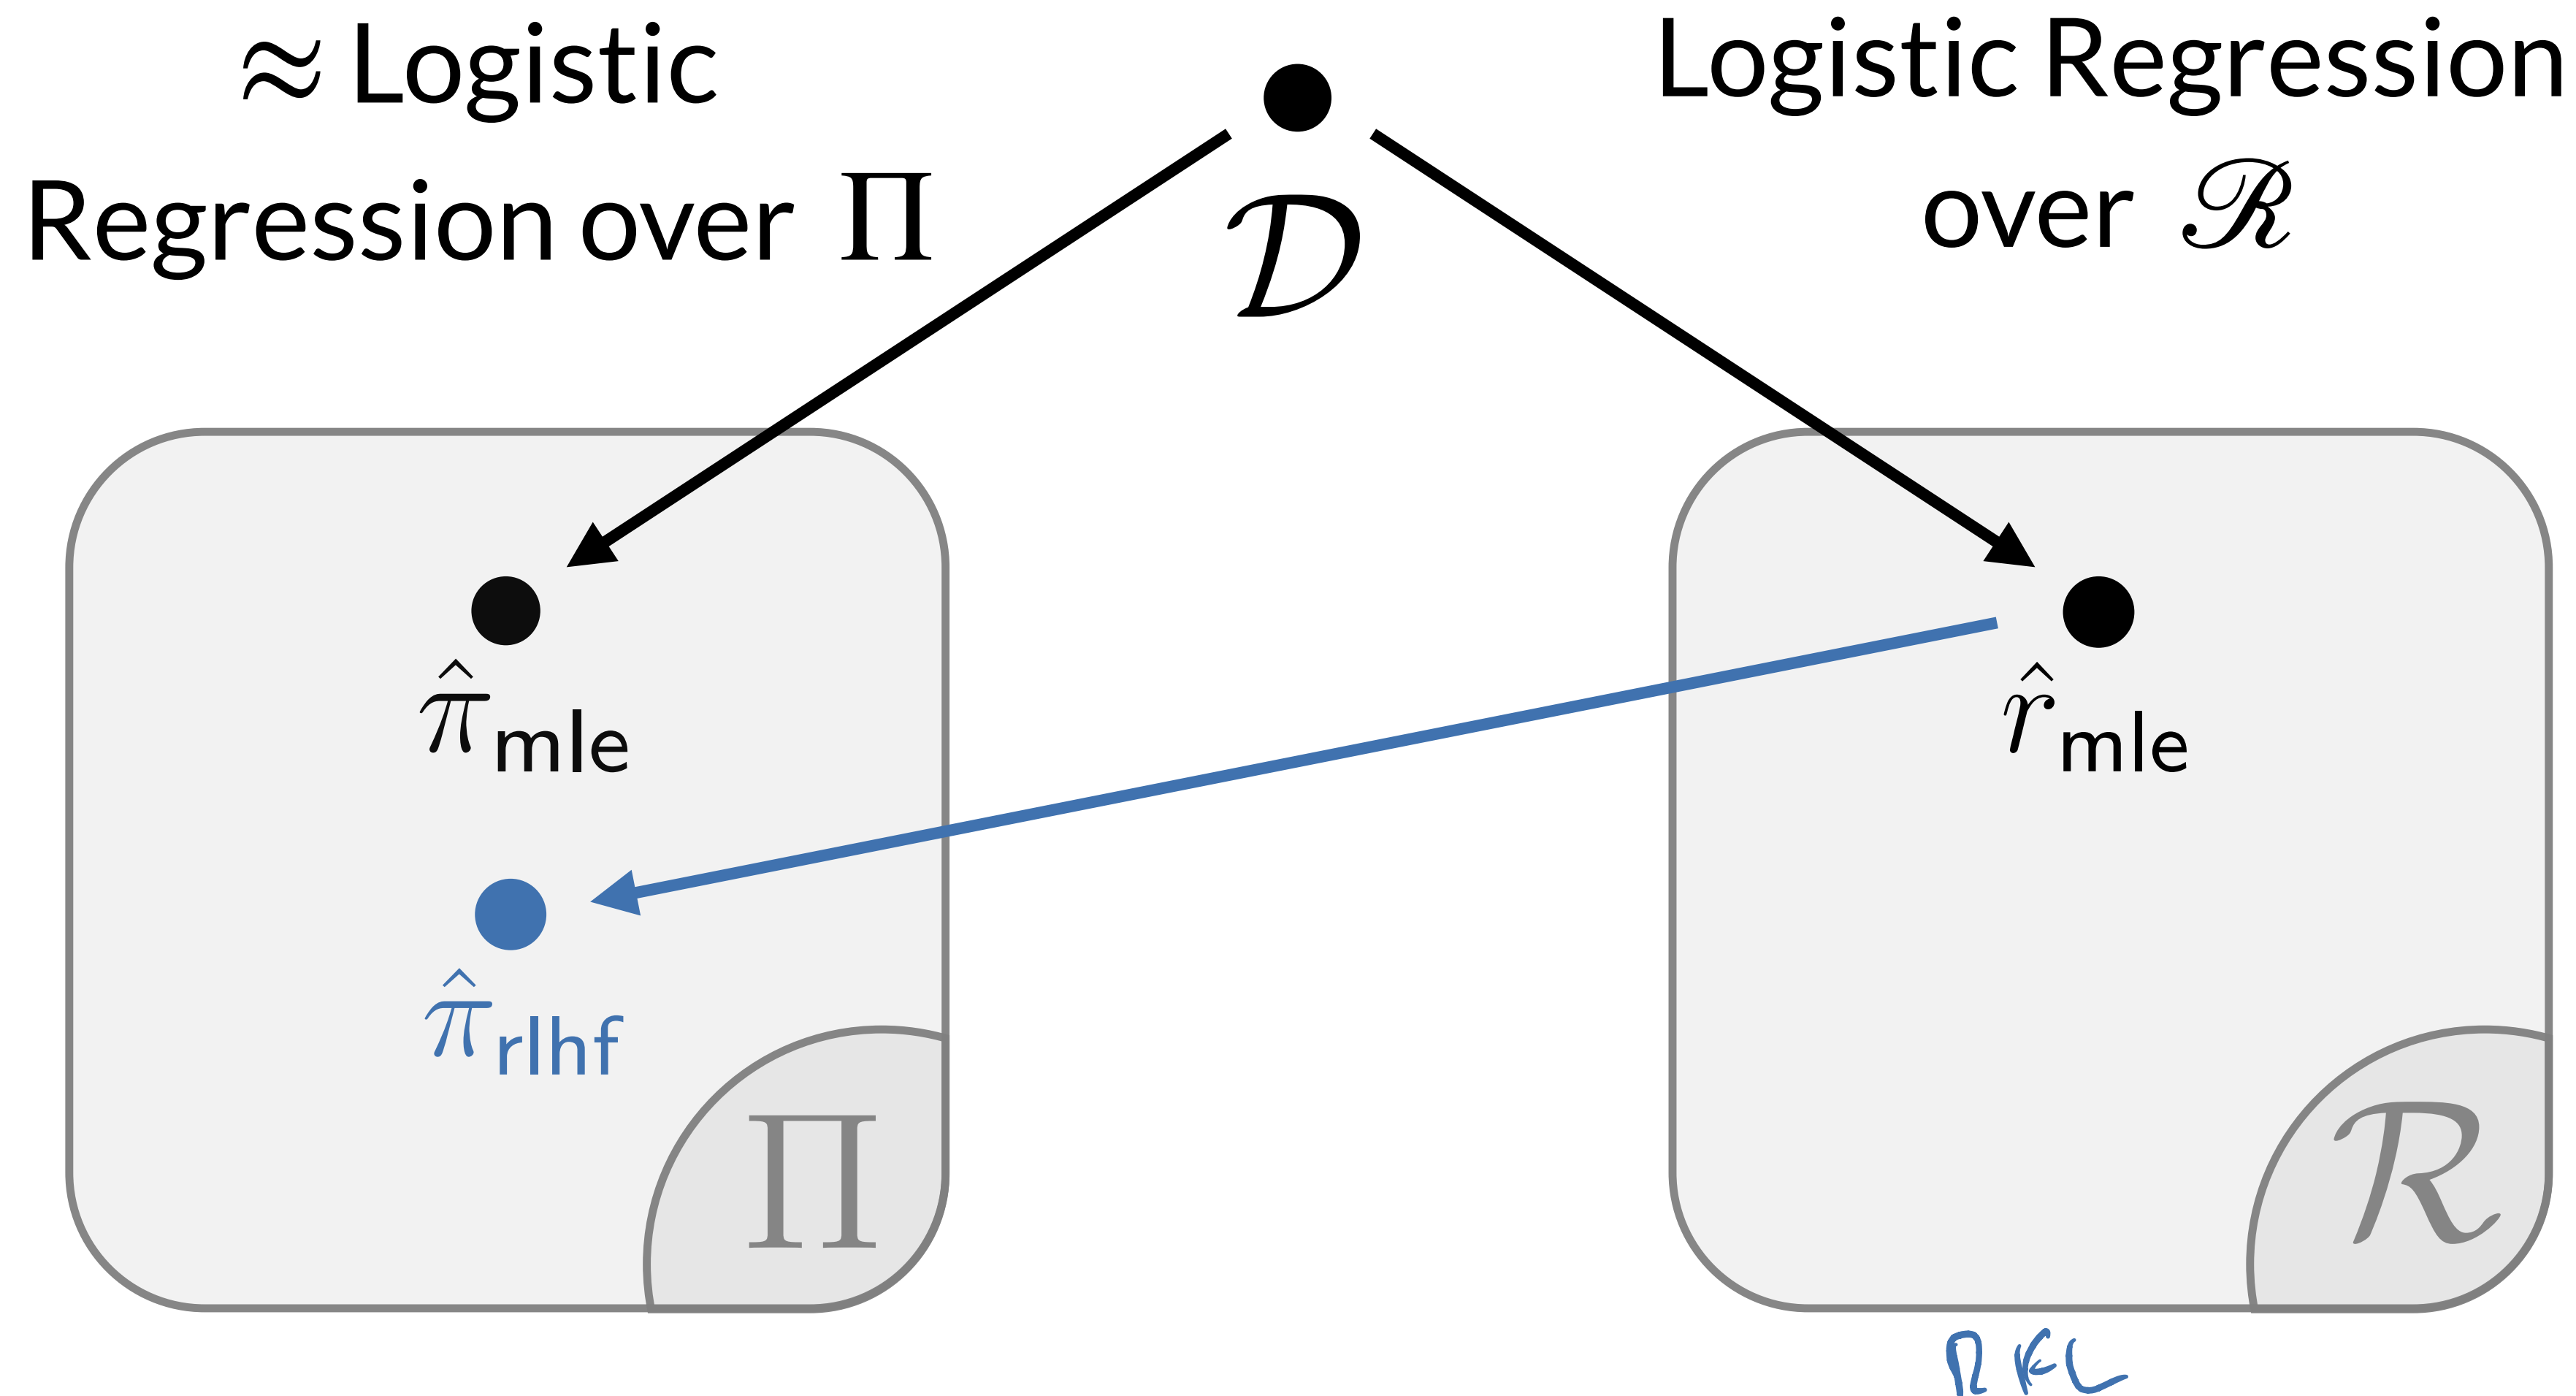 ≈ Logistic
Regression over Π
𝒟
Logistic Regression
over ℛ
π̂mle
r̂mle
π̂rlhf
Π
ℛ